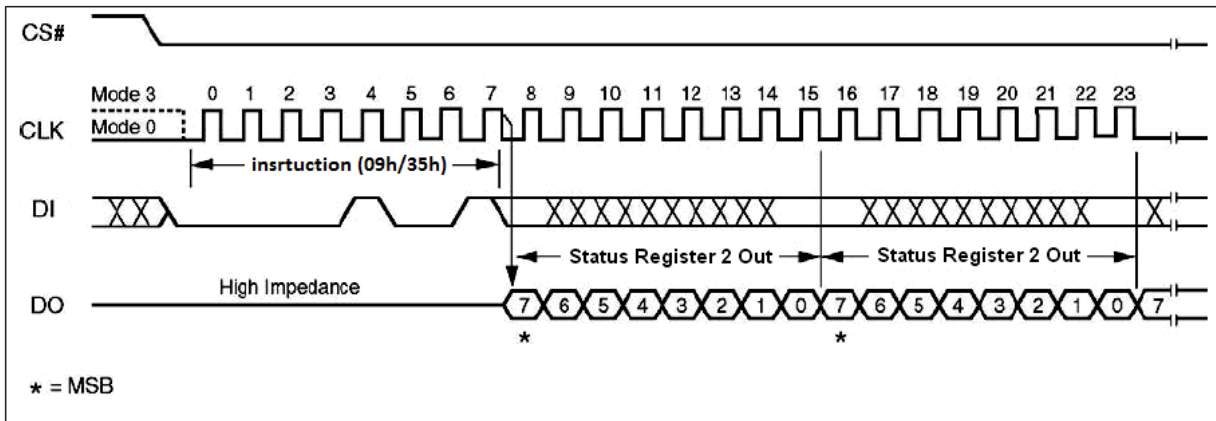 CS#
Mode 3
0 1 2 3 4 5 6 7 8 9 10 11 12 13 14 15 16 17 18 19 20 21 22 23
CLK
Mode 0
insrtuction (09h/35h)
DI
Status Register 2 Out
Status Register 2 Out
High Impedance
DO
7 6 5 4 3 2 1 0 7 6 5 4 3 2 1 0 7
* *
* = MSB